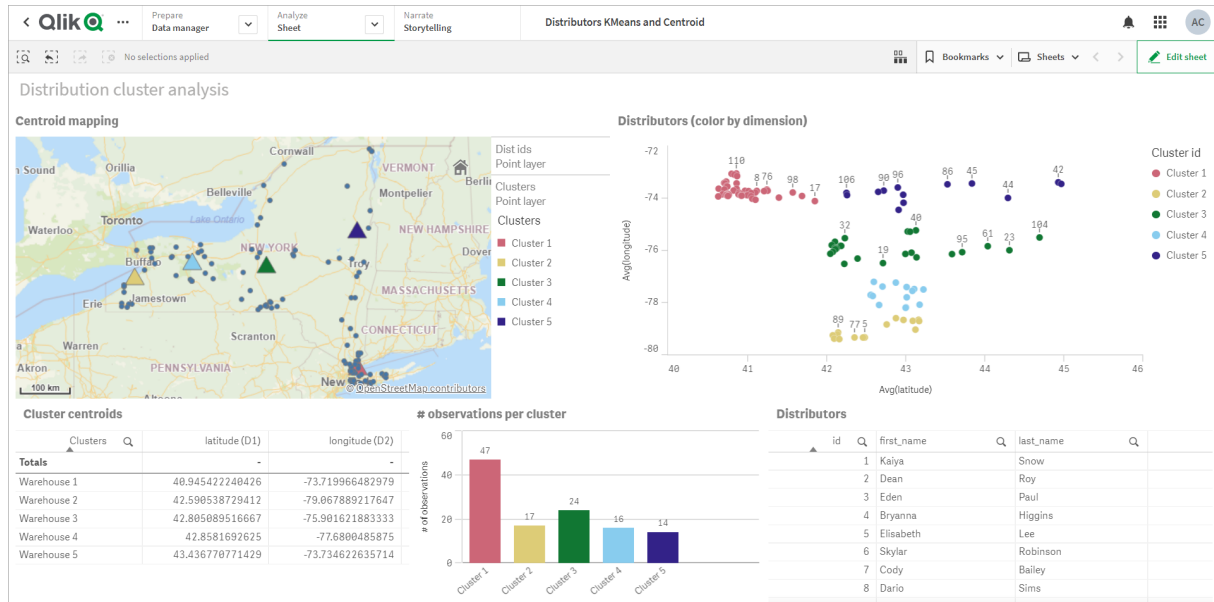 Qlik
Prepare
Data manager
Analyze
Sheet
Narrate
Storytelling
Distributors KMeans and Centroid
AC
No selections applied
Bookmarks
Sheets
Edit sheet
Distribution cluster analysis
Centroid mapping
n Sound
Orillia
Cornwall
VERMONT
Berlin
Montpelier
Belleville
Toronto
Lake Ontario
Waterloo
NEW HAMPSHIRE
NEW YORK
Dover
Buffalo
Troy
MASSACHUSETTS
Erie
Jamestown
CONNECTICUT
Scranton
Warren
Akron
PENNSYLVANIA
New
100 km
© OpenStreetMap contributors
Dist ids
Point layer
Clusters
Point layer
Clusters
Cluster 1
Cluster 2
Cluster 3
Cluster 4
Cluster 5
Distributors (color by dimension)
Avg(longitude)
-72
-74
-76
-78
-80
110
8 76
98
17
106
90 96
86
45
44
42
32
40
19
95
61
23
104
89
77 5
40
41
42
43
44
45
46
Avg(latitude)
Cluster id
Cluster 1
Cluster 2
Cluster 3
Cluster 4
Cluster 5
Cluster centroids
Clusters latitude (D1) longitude (D2)
Totals - -
Warehouse 1 40.945422240426 -73.719966482979
Warehouse 2 42.590538729412 -79.067889217647
Warehouse 3 42.805089516667 -75.901621883333
Warehouse 4 42.8581692625 -77.6800485875
Warehouse 5 43.436770771429 -73.734622635714
# observations per cluster
# of observations
60
40
20
0
47
17
24
16
14
Cluster 1
Cluster 2
Cluster 3
Cluster 4
Cluster 5
Distributors
id first_name last_name
1 Kaiya Snow
2 Dean Roy
3 Eden Paul
4 Bryanna Higgins
5 Elisabeth Lee
6 Skylar Robinson
7 Cody Bailey
8 Dario Sims